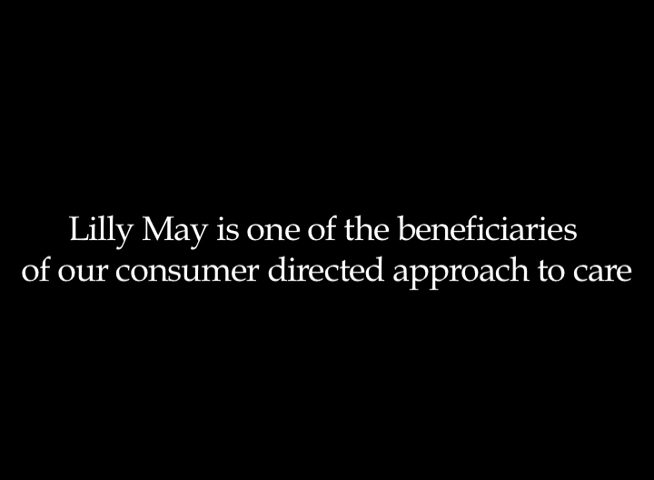 Lilly May is one of the beneficiaries
of our consumer directed approach to care